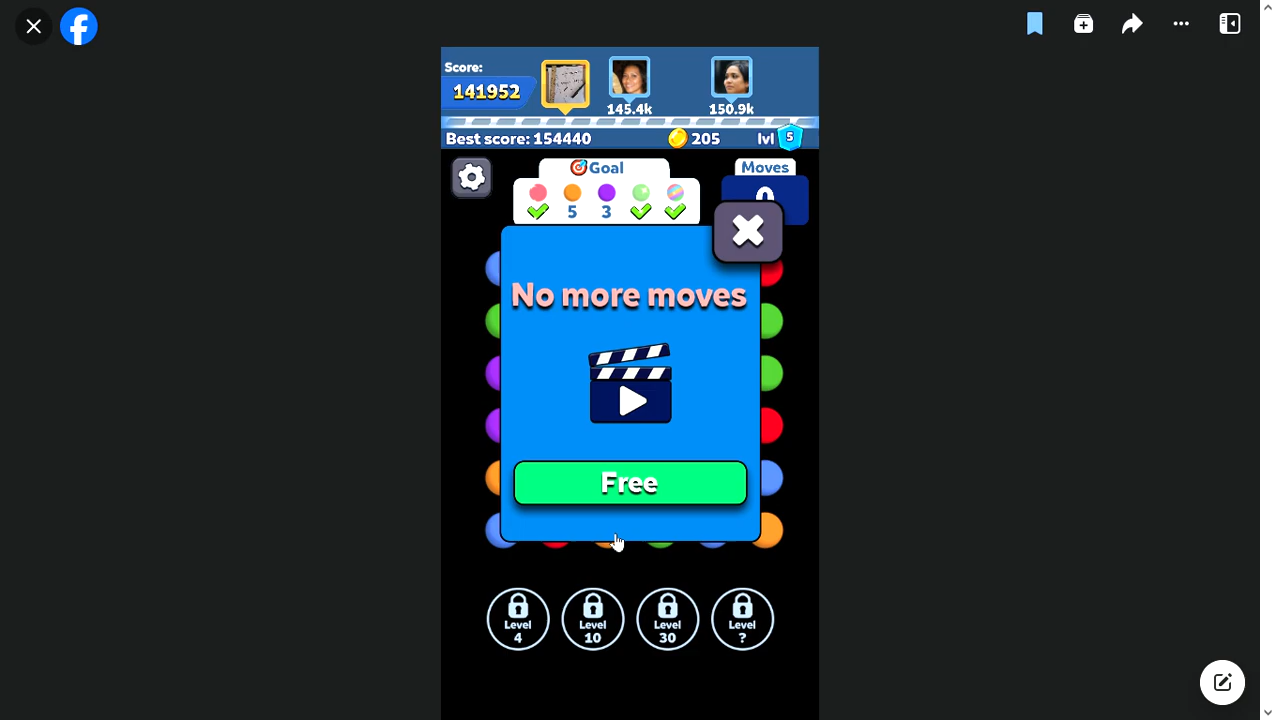 Score:
141952
145.4k
150.9k
Best score: 154440
205
lvl
5
Goal
Moves
5
3
0
No more moves
Free
Level
4
Level
10
Level
30
Level
?